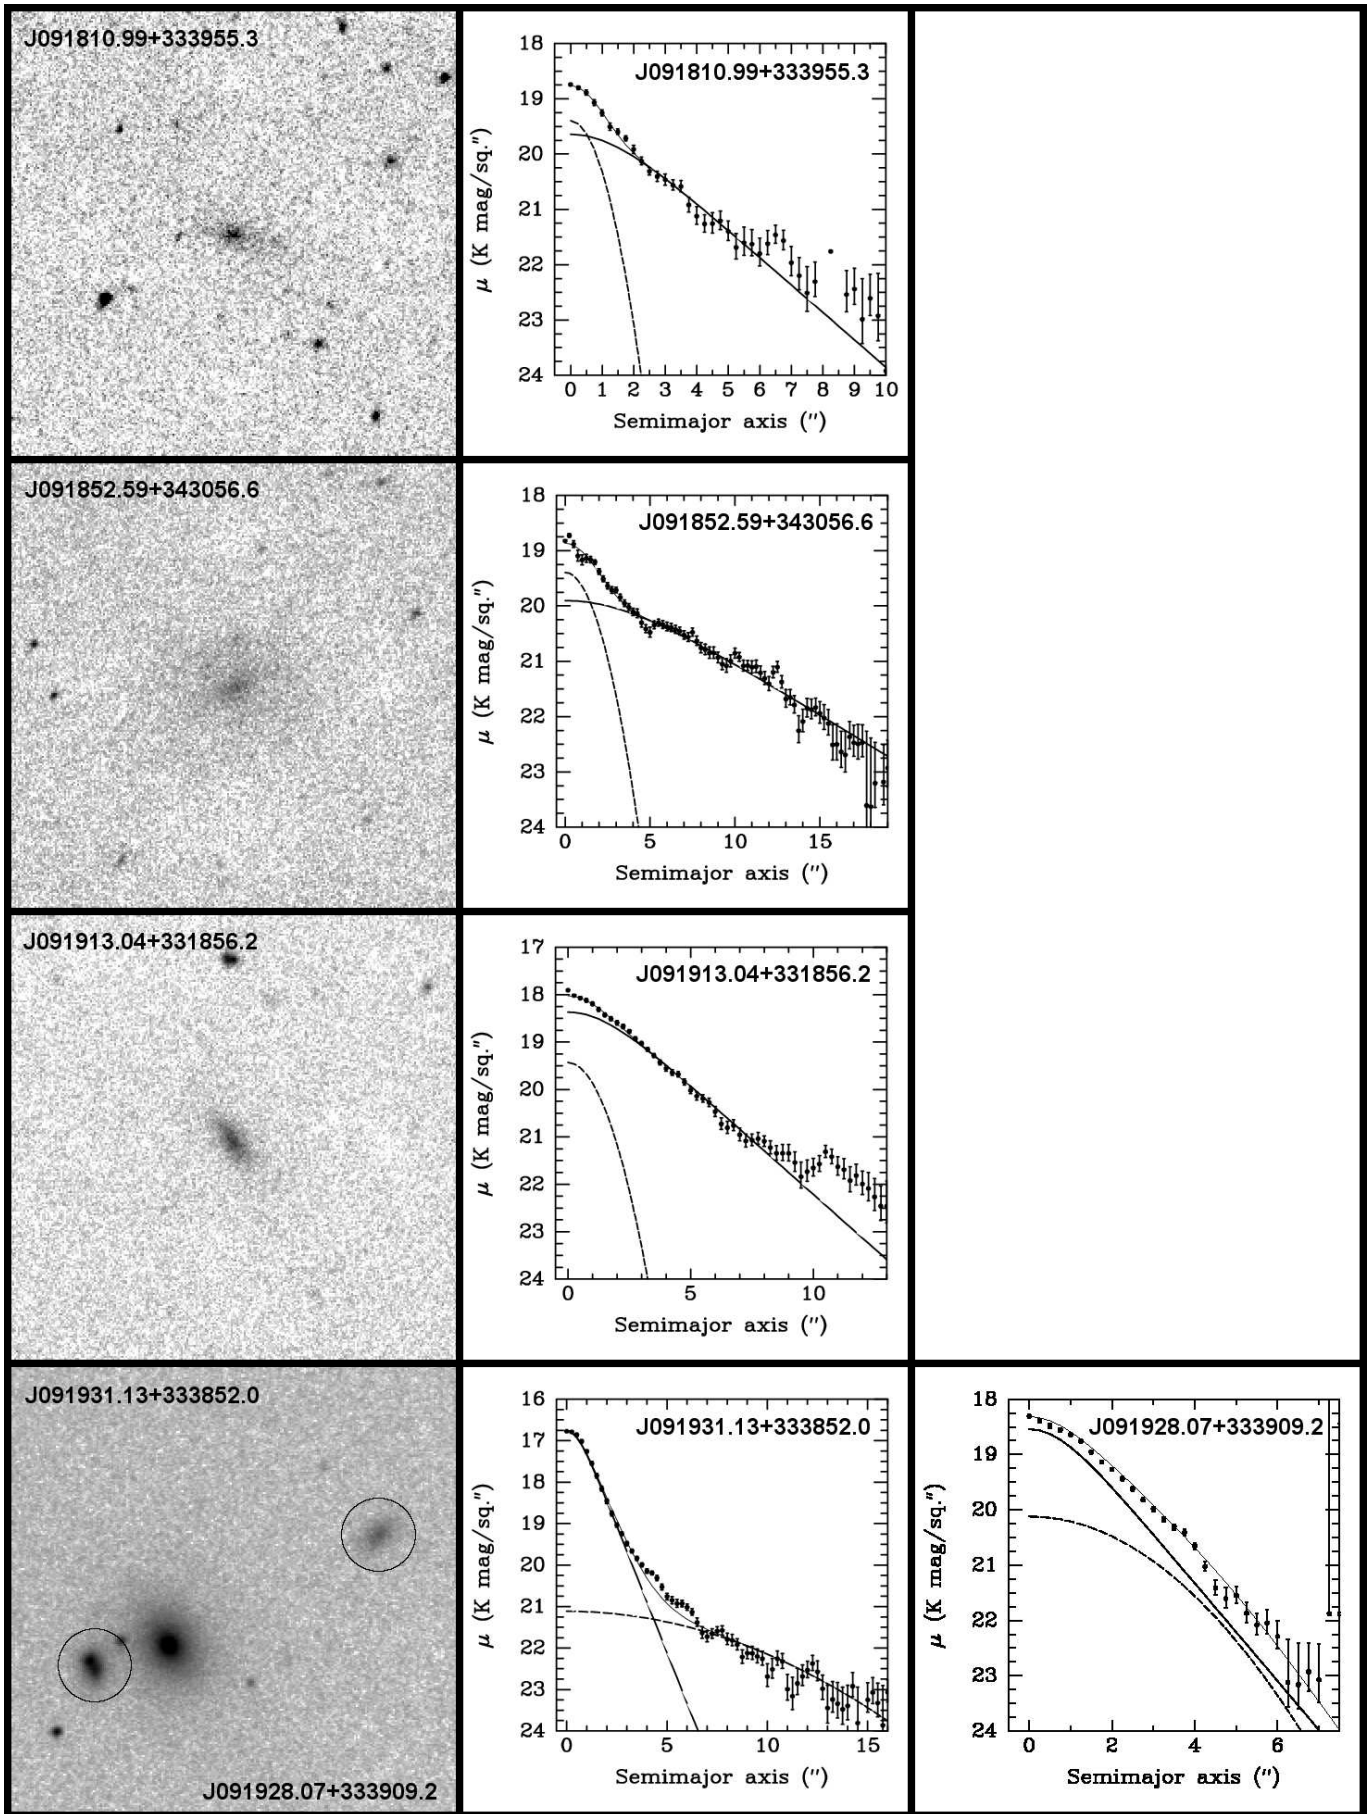 J091810.99+333955.3
J091810.99+333955.3
μ (K mag/sq.")
18
19
20
21
22
23
24
0 1 2 3 4 5 6 7 8 9 10
Semimajor axis (")
J091852.59+343056.6
J091852.59+343056.6
μ (K mag/sq.")
18
19
20
21
22
23
24
0 5 10 15
Semimajor axis (")
J091913.04+331856.2
J091913.04+331856.2
μ (K mag/sq.")
17
18
19
20
21
22
23
24
0 5 10
Semimajor axis (")
J091931.13+333852.0
J091928.07+333909.2
J091931.13+333852.0
μ (K mag/sq.")
16
17
18
19
20
21
22
23
24
0 5 10 15
Semimajor axis (")
J091928.07+333909.2
μ (K mag/sq.")
18
19
20
21
22
23
24
0 2 4 6
Semimajor axis (")